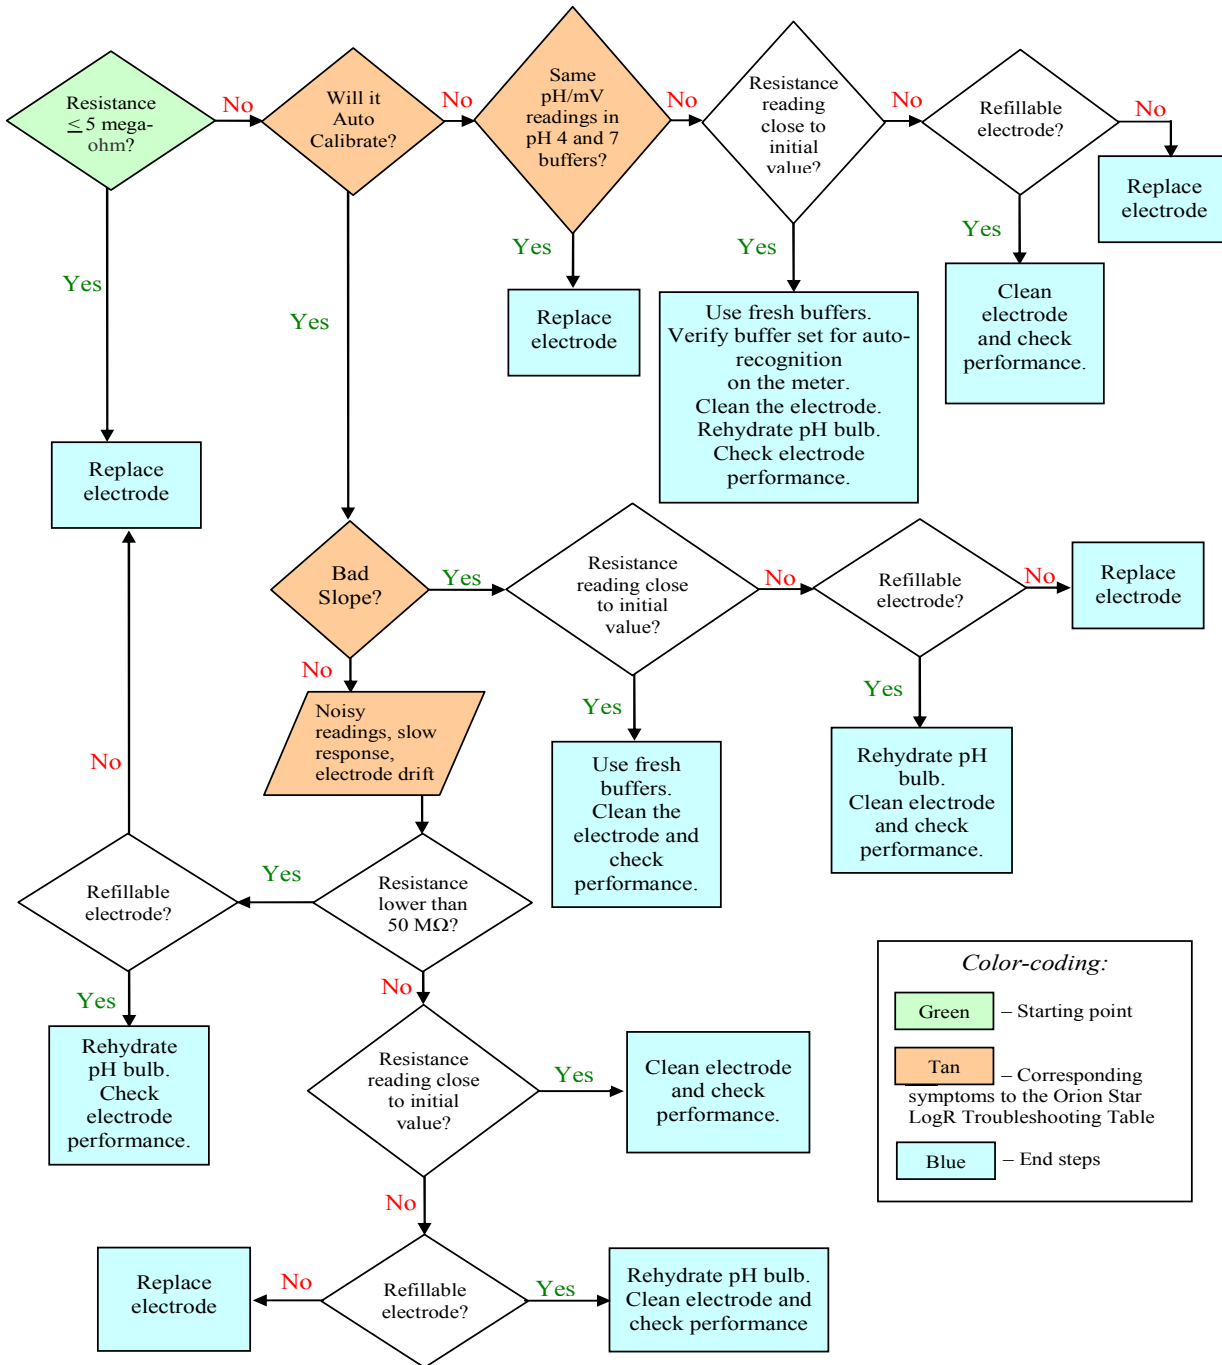 Resistance
≤ 5 mega-
ohm?
No
Will it
Auto
Calibrate?
No
Same
pH/mV
readings in
pH 4 and 7
buffers?
No
Resistance
reading
close to
initial
value?
No
Refillable
electrode?
No
Replace
electrode
Yes
Yes
Yes
Replace
electrode
Yes
Use fresh buffers.
Verify buffer set for auto-
recognition
on the meter.
Clean the electrode.
Rehydrate pH bulb.
Check electrode
performance.
Yes
Clean
electrode
and check
performance.
Replace
electrode
Bad
Slope?
Yes
Resistance
reading close
to initial
value?
No
Refillable
electrode?
No
Replace
electrode
No
Noisy
readings, slow
response,
electrode drift
Yes
Use fresh
buffers.
Clean the
electrode and
check
performance.
Yes
Rehydrate pH
bulb.
Clean electrode
and check
performance.
No
Refillable
electrode?
Yes
Resistance
lower than
50 MΩ?
Yes
Rehydrate
pH bulb.
Check
electrode
performance.
No
Resistance
reading close
to initial
value?
Yes
Clean electrode
and check
performance.
No
Replace
electrode
No
Refillable
electrode?
Yes
Rehydrate pH bulb.
Clean electrode and
check performance
Color-coding:
Green – Starting point
Tan – Corresponding
symptoms to the Orion Star
LogR Troubleshooting Table
Blue – End steps